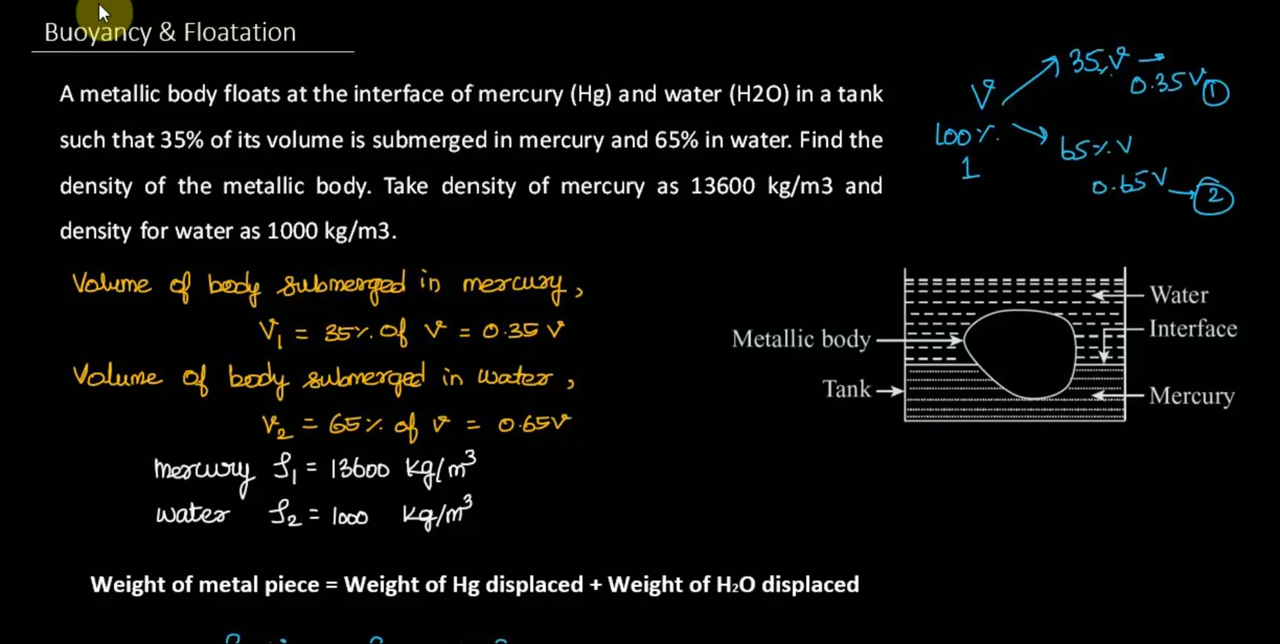 Buoyancy & Floatation
A metallic body floats at the interface of mercury (Hg) and water (H2O) in a tank
such that 35% of its volume is submerged in mercury and 65% in water. Find the
density of the metallic body. Take density of mercury as 13600 kg/m3 and
density for water as 1000 kg/m3.
V
100%
1
35% V →
0.35V ①
65% V
0.65V → ②
Volume of body submerged in mercury,
V₁ = 35% of V = 0.35 V
Volume of body submerged in water,
V₂ = 65% of V = 0.65V
mercury ρ₁ = 13600 kg/m³
water ρ₂ = 1000 kg/m³
Water
Interface
Metallic body
Tank
Mercury
Weight of metal piece = Weight of Hg displaced + Weight of H₂O displaced